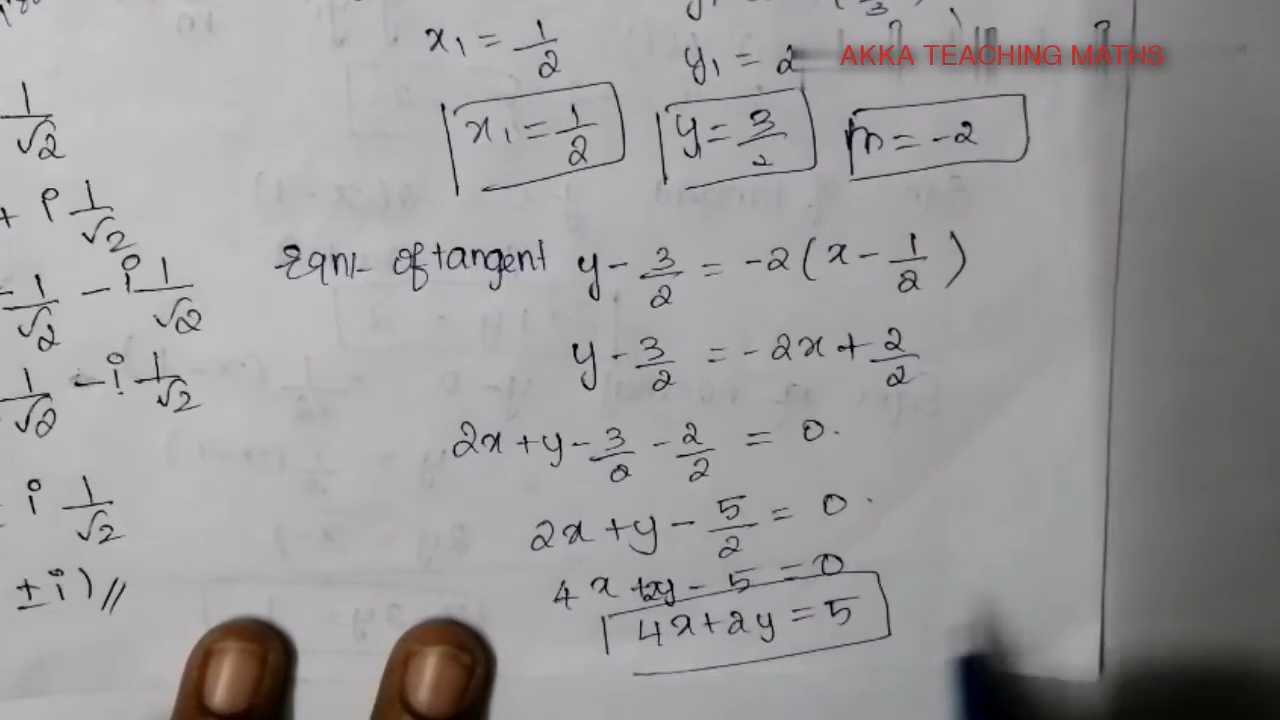 AKKA TEACHING MATHS
x₁ = 1/2
y₁ = 2
x₁ = 1/2
y = 3/2
m = -2
Eqn:- Of tangent y - 3/2 = -2(x - 1/2)
y - 3/2 = -2x + 2/2
2x + y - 3/2 - 2/2 = 0.
2x + y - 5/2 = 0.
4x + 2y - 5 = 0
4x + 2y = 5
1/√2
+ i 1/√2
- 1/√2 - i 1/√2
1/√2 - i 1/√2
i 1/√2
± i) //